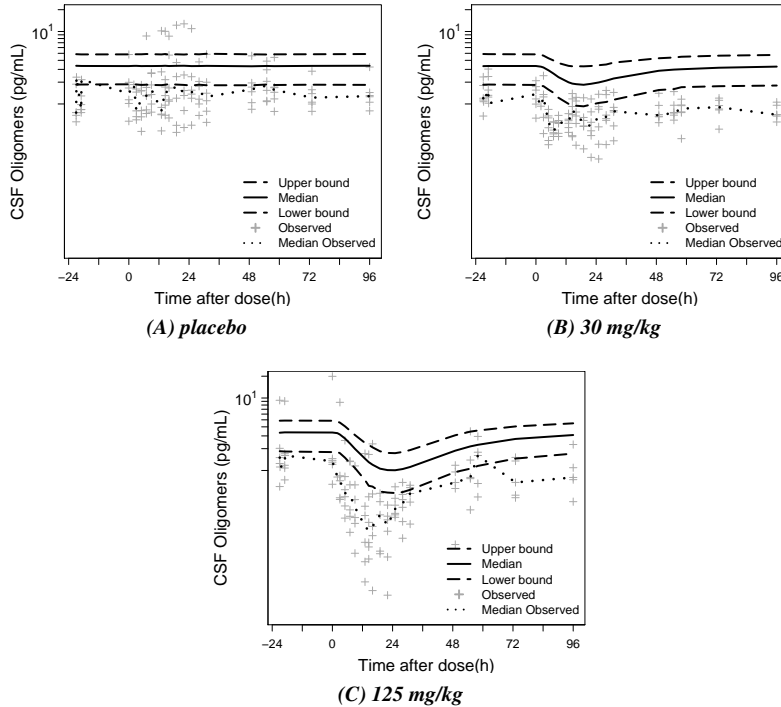 CSF Oligomers (pg/mL)
10¹
Upper bound
Median
Lower bound
Observed
Median Observed
−24 0 24 48 72 96
Time after dose(h)
(A) placebo
CSF Oligomers (pg/mL)
10¹
Upper bound
Median
Lower bound
Observed
Median Observed
−24 0 24 48 72 96
Time after dose(h)
(B) 30 mg/kg
CSF Oligomers (pg/mL)
10¹
Upper bound
Median
Lower bound
Observed
Median Observed
−24 0 24 48 72 96
Time after dose(h)
(C) 125 mg/kg